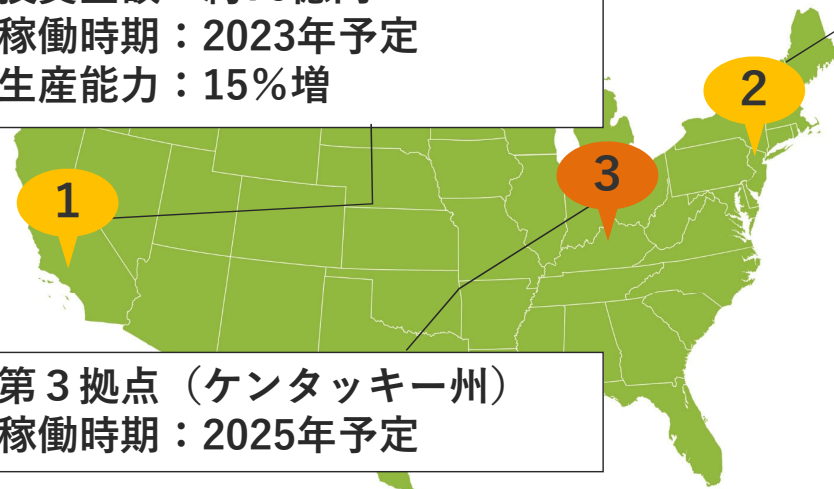 稼働時期：2023年予定
生産能力：15％増
2
3
1
第３拠点（ケンタッキー州）
稼働時期：2025年予定